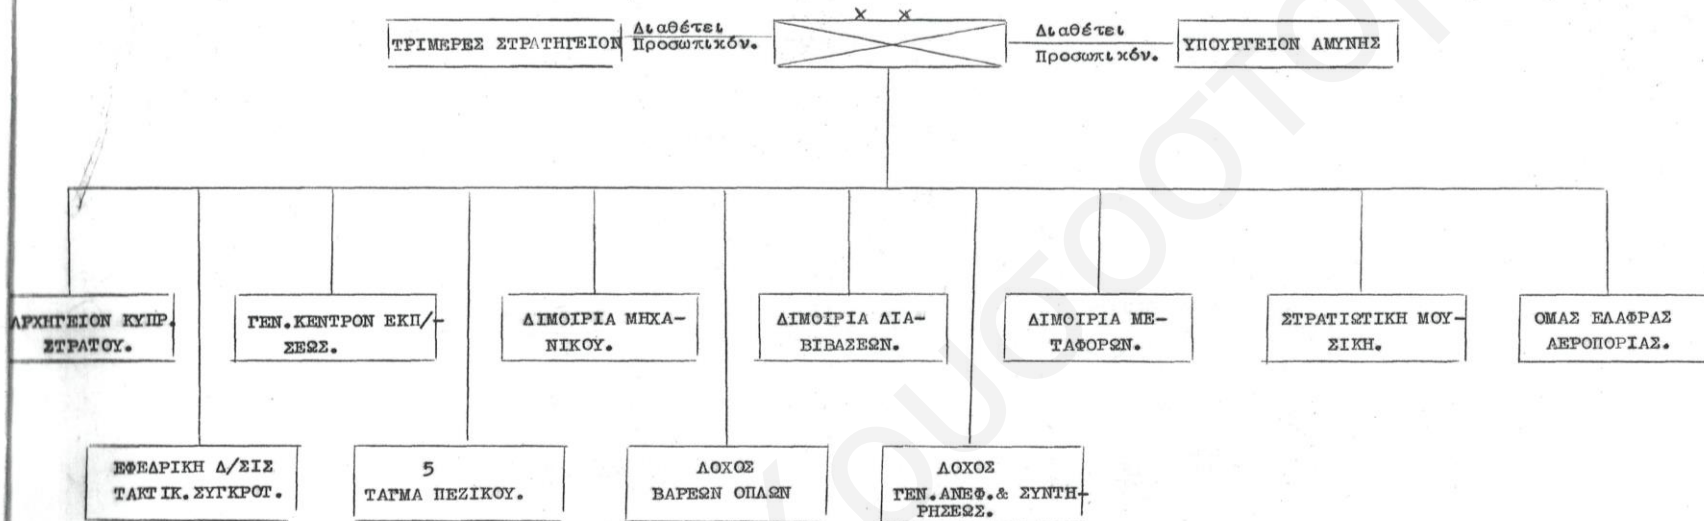 x x
ΤΡΙΜΕΡΕΣ ΣΤΡΑΤΗΓΕΙΟΝ
Διαθέτει
Προσωπικόν.
Διαθέτει
Προσωπικόν.
ΥΠΟΥΡΓΕΙΟΝ ΑΜΥΝΗΣ
ΑΡΧΗΓΕΙΟΝ ΚΥΠΡ.
ΣΤΡΑΤΟΥ.
ΓΕΝ.ΚΕΝΤΡΟΝ ΕΚΠ/-
ΣΕΩΣ.
ΔΙΜΟΙΡΙΑ ΜΗΧΑ-
ΝΙΚΟΥ.
ΔΙΜΟΙΡΙΑ ΔΙΑ-
ΒΙΒΑΣΕΩΝ.
ΔΙΜΟΙΡΙΑ ΜΕ-
ΤΑΦΟΡΩΝ.
ΣΤΡΑΤΙΩΤΙΚΗ ΜΟΥ-
ΣΙΚΗ.
ΟΜΑΣ ΕΛΑΦΡΑΣ
ΑΕΡΟΠΟΡΙΑΣ.
ΕΦΕΔΡΙΚΗ Δ/ΣΙΣ
ΤΑΚΤΙΚ.ΣΥΓΚΡΟΤ.
5
ΤΑΓΜΑ ΠΕΖΙΚΟΥ.
ΛΟΧΟΣ
ΒΑΡΕΩΝ ΟΠΛΩΝ
ΛΟΧΟΣ
ΓΕΝ.ΑΝΕΦ.& ΣΥΝΤΗ-
ΡΗΣΕΩΣ.